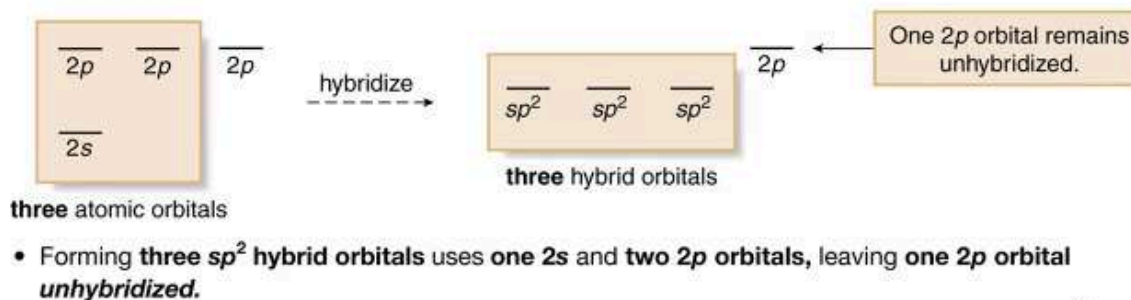 2p 2p 2p
2s
three atomic orbitals
hybridize
sp² sp² sp²
three hybrid orbitals
2p
One 2p orbital remains
unhybridized.
• Forming three sp² hybrid orbitals uses one 2s and two 2p orbitals, leaving one 2p orbital
unhybridized.